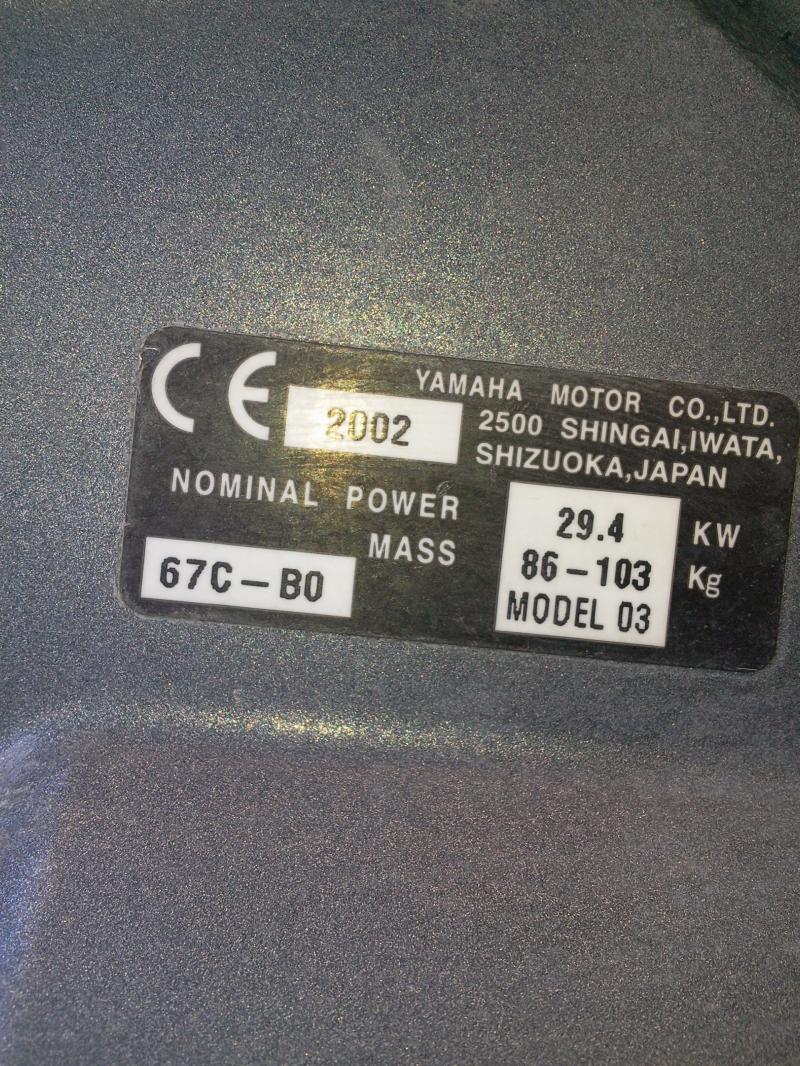 CE 2002
YAMAHA MOTOR CO.,LTD.
2500 SHINGAI,IWATA,
SHIZUOKA,JAPAN
NOMINAL POWER 29.4 KW
MASS 86-103 Kg
67C-B0 MODEL 03